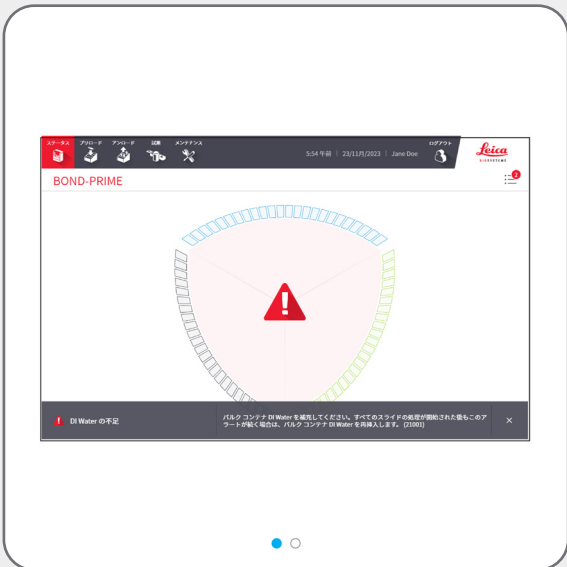 ステータス
プリロード
アンロード
試薬
メンテナンス
5:54 午前 | 23/11月/2023 | Jane Doe
ログアウト
Leica
BIOSYSTEMS
BOND-PRIME
2
DI Water の不足
バルク コンテナ DI Water を補充してください。すべてのスライドの処理が開始された後もこのア
ラートが続く場合は、バルク コンテナ DI Water を再挿入します。 (21001)